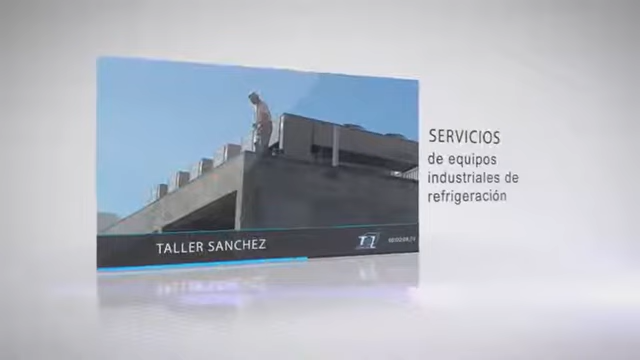 SERVICIOS
de equipos
industriales de
refrigeración
TALLER SANCHEZ